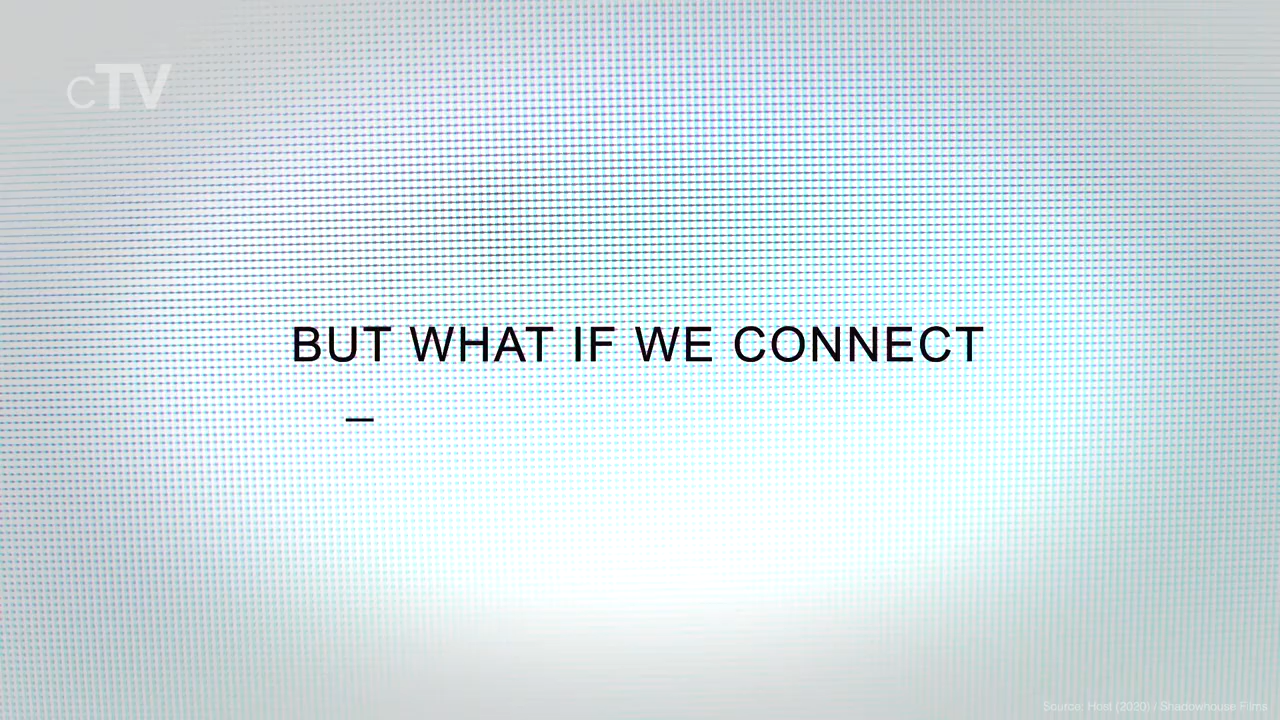 cTV
BUT WHAT IF WE CONNECT
_
Source: Host (2020) / Shadowhouse Films